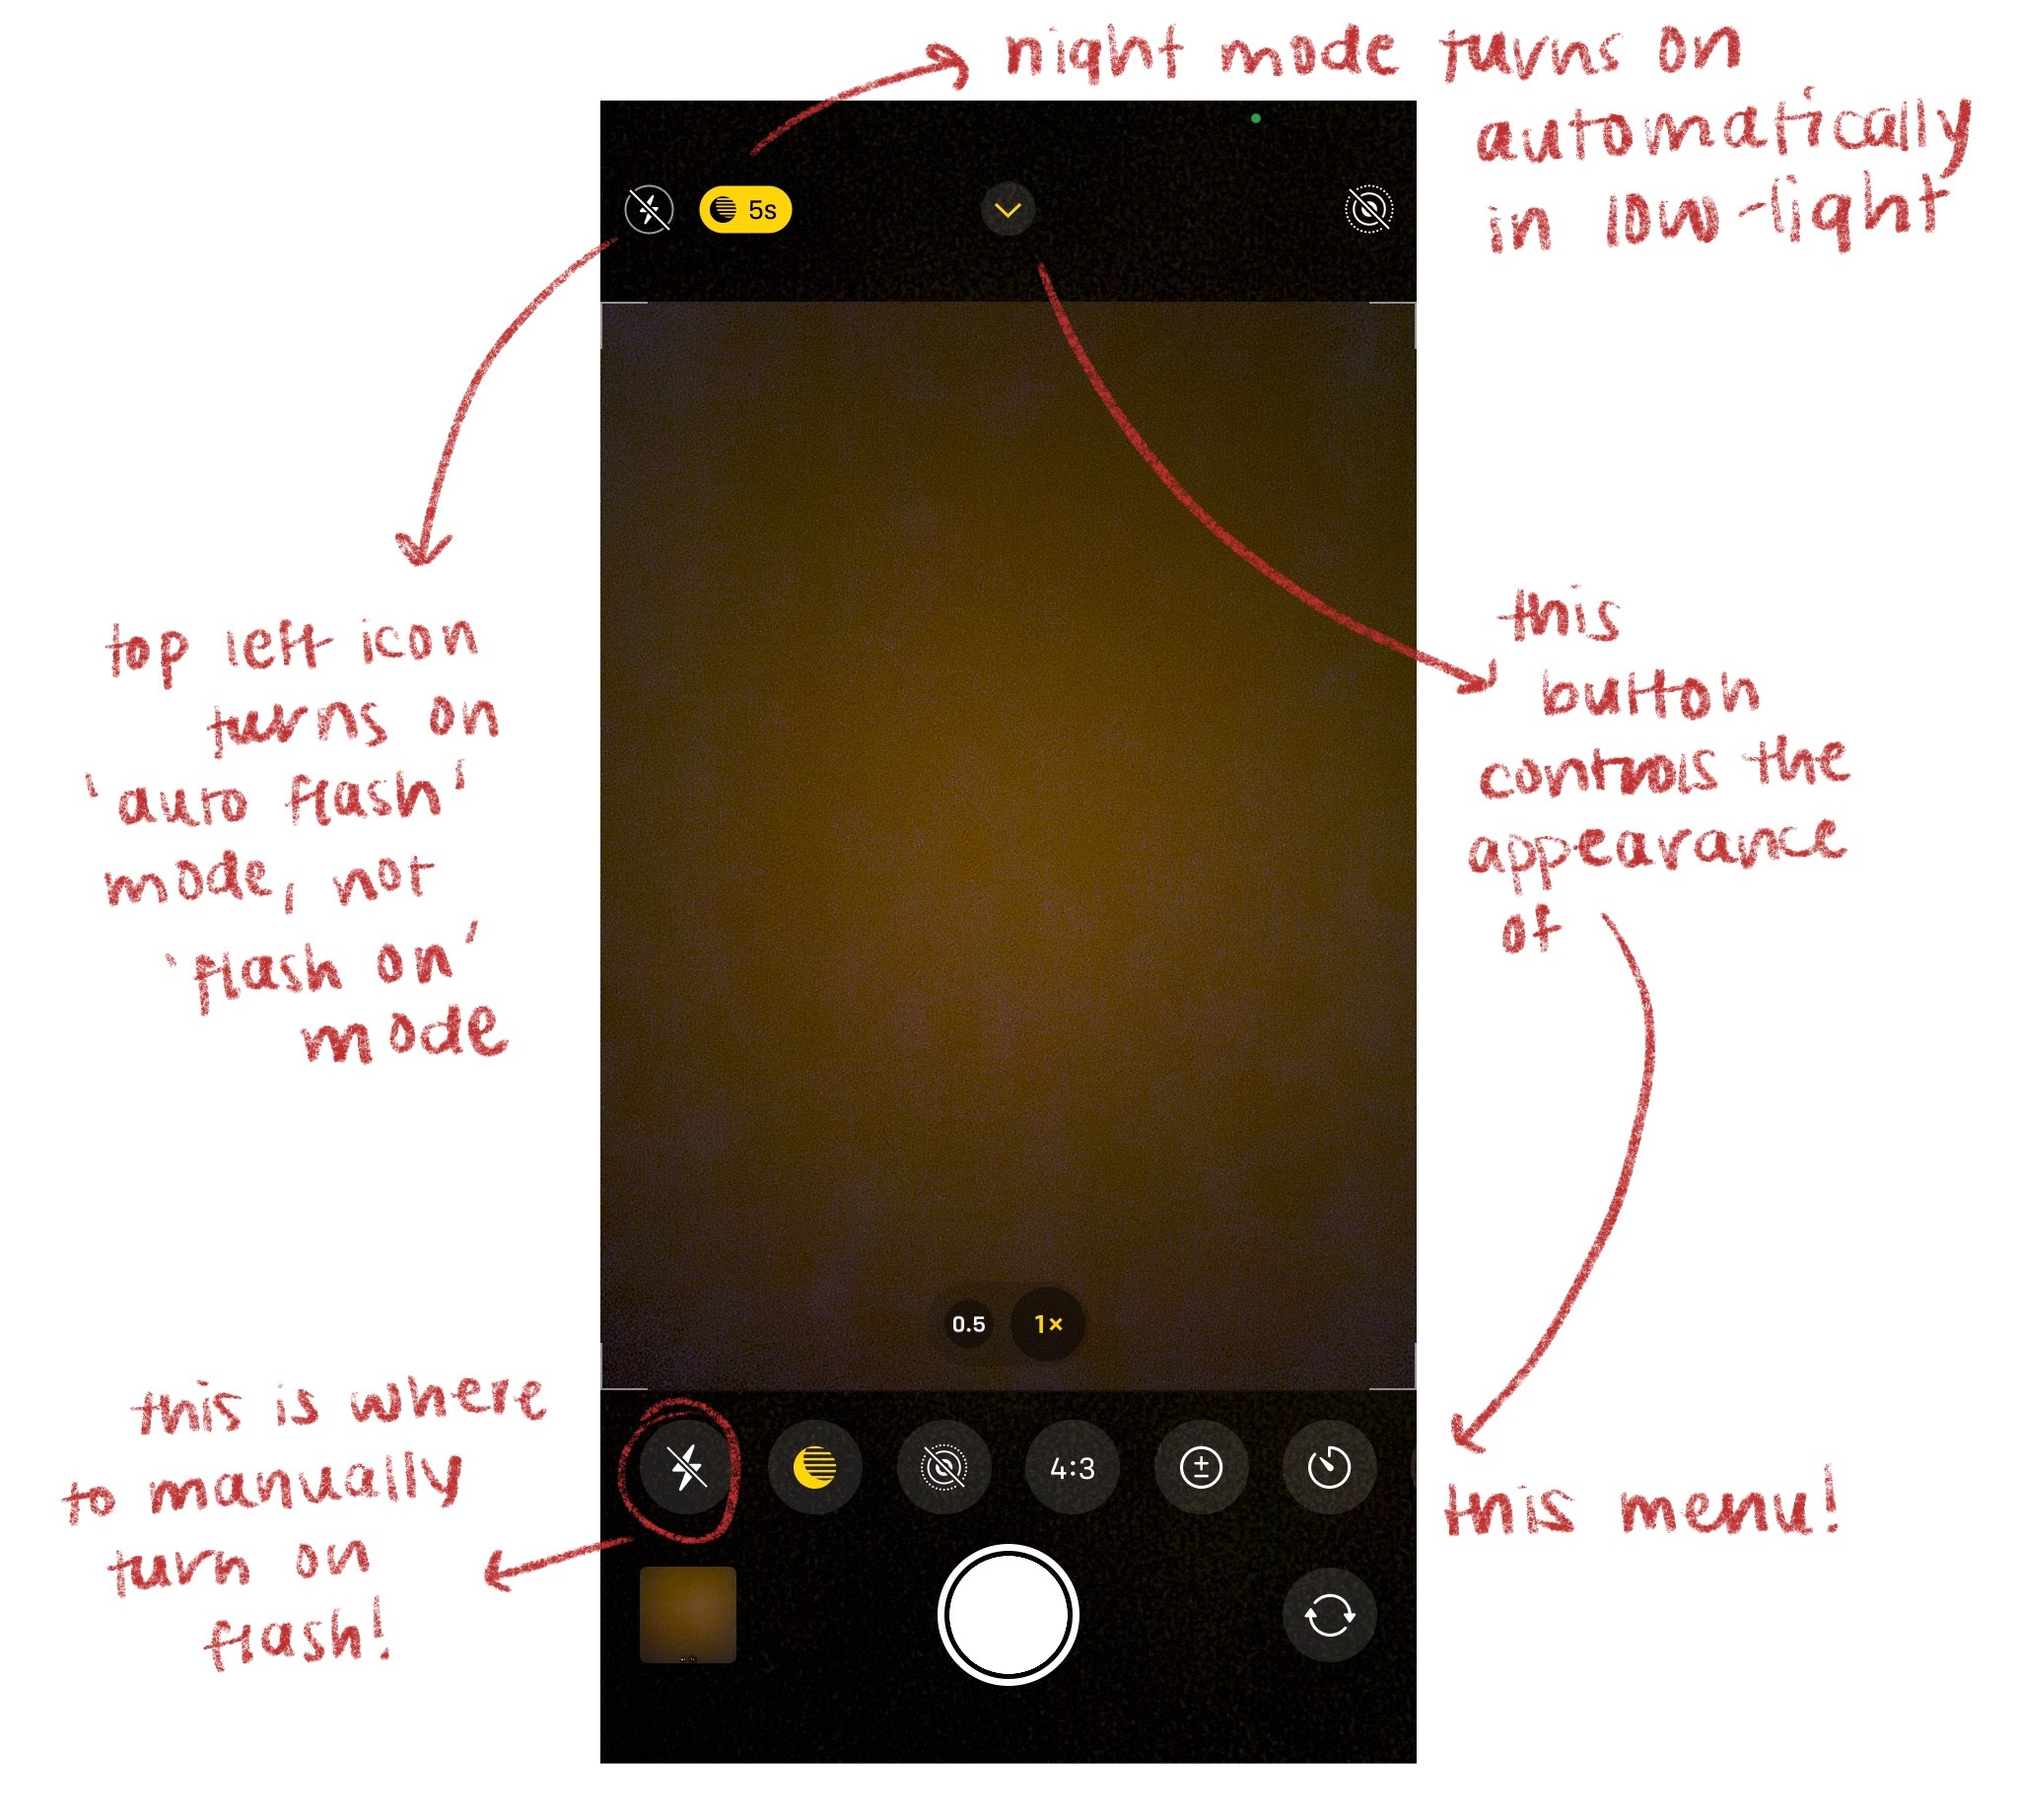 night mode turns on
automatically
in low-light
5s
top left icon
turns on
'auto flash'
mode, not
'flash on'
mode
this
button
controls the
appearance
of
this menu!
0.5 1×
4:3
this is where
to manually
turn on
flash!